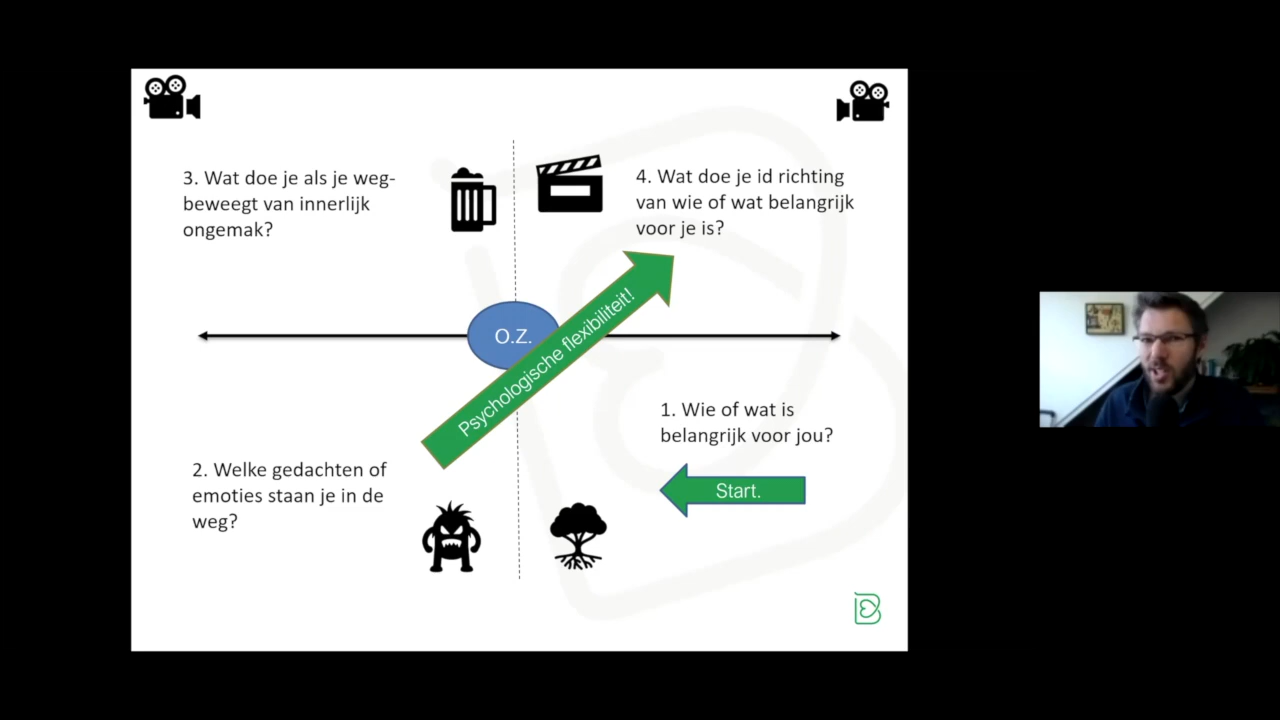 3. Wat doe je als je weg-
beweegt van innerlijk
ongemak?
4. Wat doe je id richting
van wie of wat belangrijk
voor je is?
O.Z.
Psychologische flexibiliteit!
1. Wie of wat is
belangrijk voor jou?
Start.
2. Welke gedachten of
emoties staan je in de
weg?